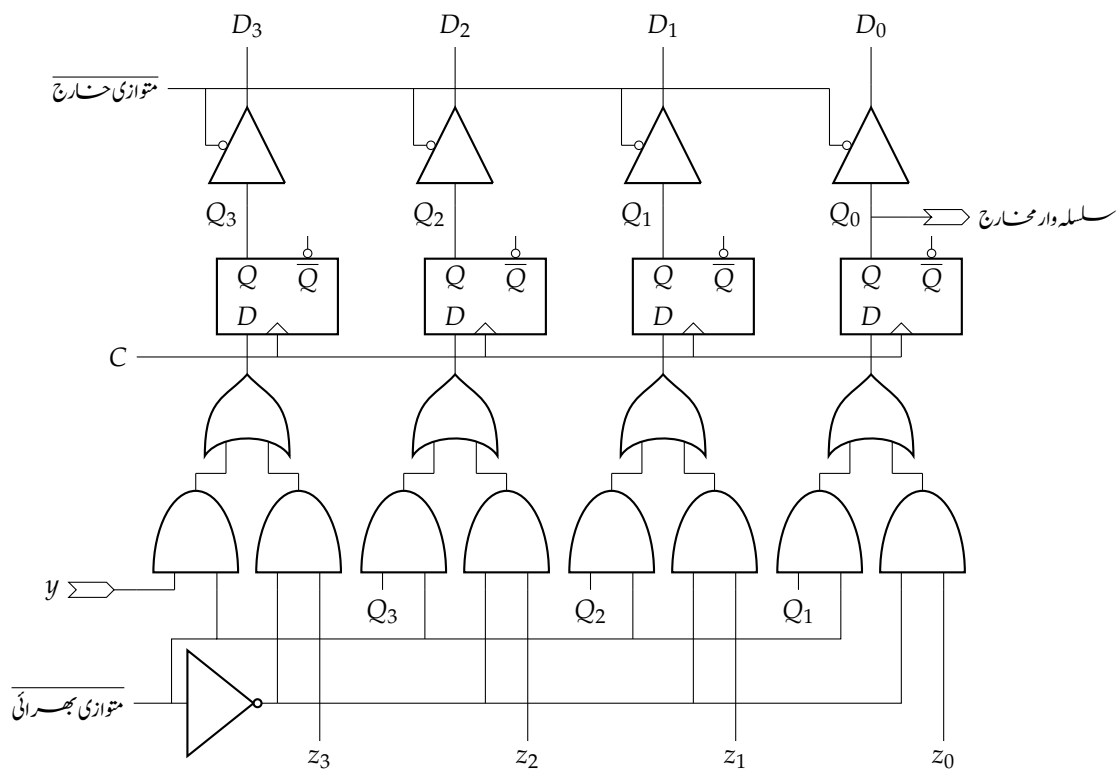 D₃ D₂ D₁ D₀
متوازی خارج
Q₃ Q₂ Q₁ Q₀ سلسلہ وار مخارج
Q Q̅ Q Q̅ Q Q̅ Q Q̅
D D D D
C
y
Q₃ Q₂ Q₁
متوازی بھرائی
z₃ z₂ z₁ z₀